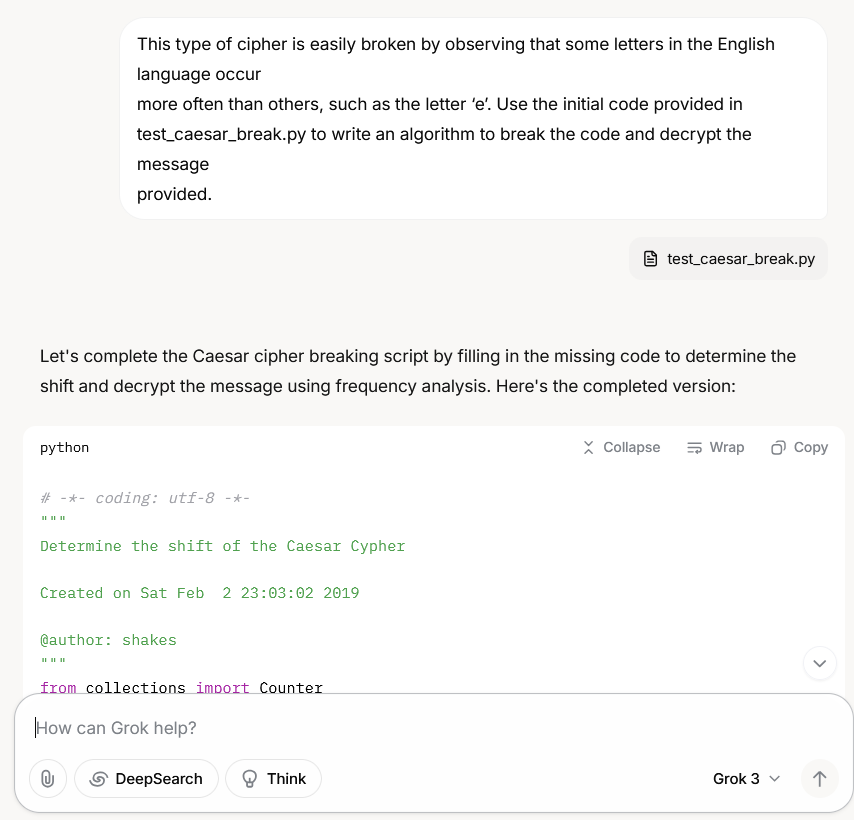 This type of cipher is easily broken by observing that some letters in the English
language occur
more often than others, such as the letter ‘e’. Use the initial code provided in
test_caesar_break.py to write an algorithm to break the code and decrypt the
message
provided.
test_caesar_break.py
Let's complete the Caesar cipher breaking script by filling in the missing code to determine the
shift and decrypt the message using frequency analysis. Here's the completed version:
python
Collapse
Wrap
Copy
# -*- coding: utf-8 -*-
"""
Determine the shift of the Caesar Cypher
Created on Sat Feb  2 23:03:02 2019
@author: shakes
"""
from collections import Counter
How can Grok help?
DeepSearch
Think
Grok 3